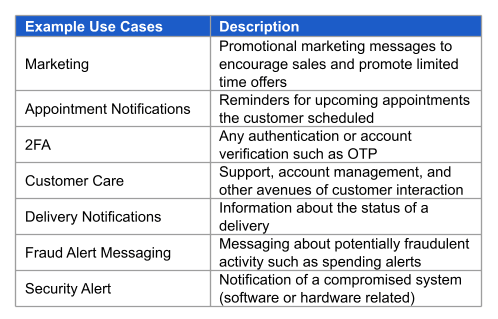 Example Use Cases
Description
Marketing
Promotional marketing messages to
encourage sales and promote limited
time offers
Appointment Notifications
Reminders for upcoming appointments
the customer scheduled
2FA
Any authentication or account
verification such as OTP
Customer Care
Support, account management, and
other avenues of customer interaction
Delivery Notifications
Information about the status of a
delivery
Fraud Alert Messaging
Messaging about potentially fraudulent
activity such as spending alerts
Security Alert
Notification of a compromised system
(software or hardware related)